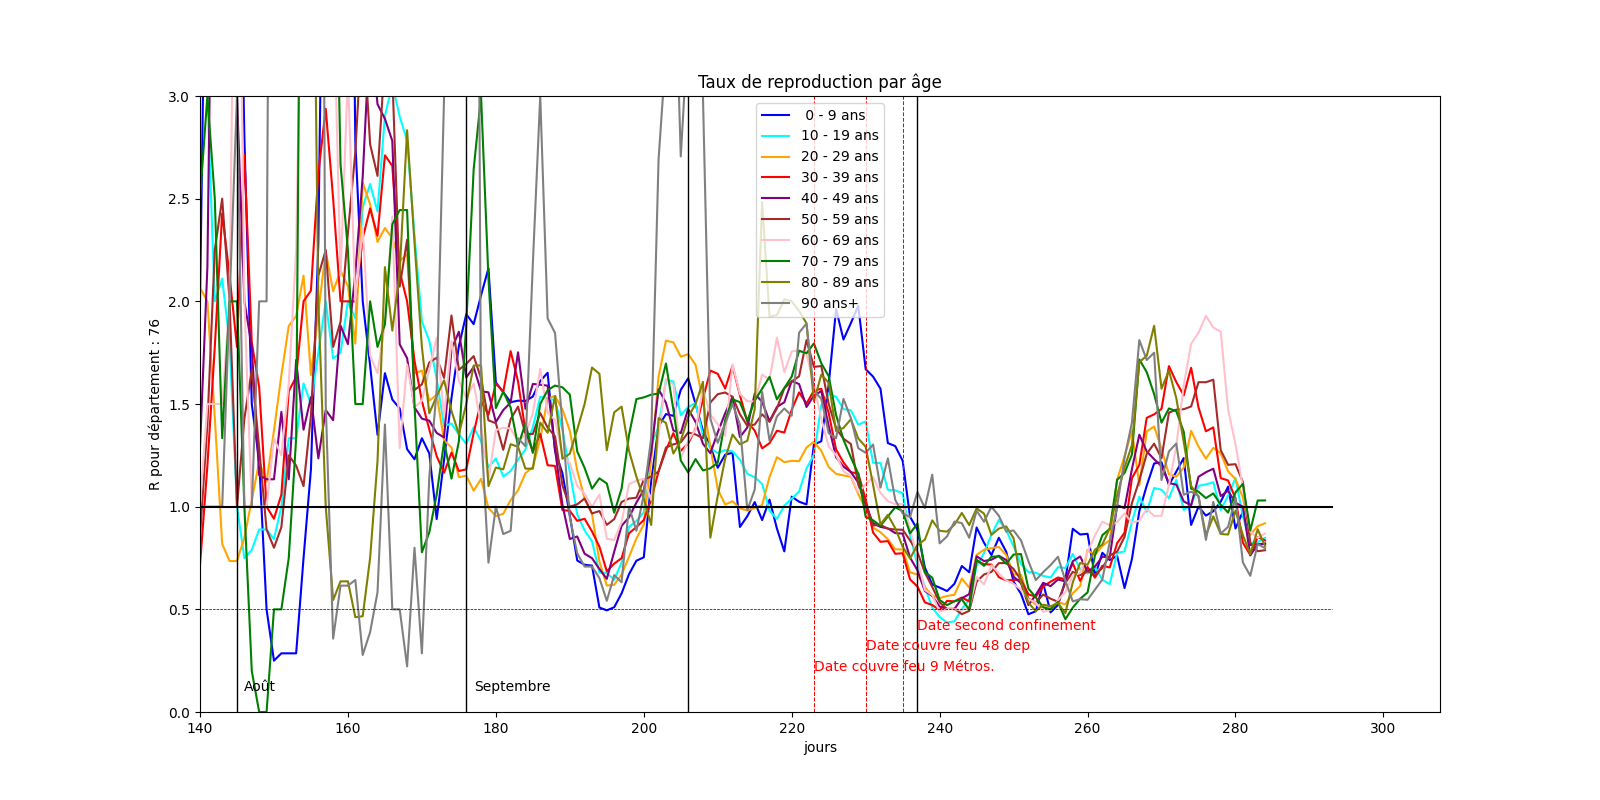 Taux de reproduction par âge
R pour département : 76
3.0
2.5
2.0
1.5
1.0
0.5
0.0
0 - 9 ans
10 - 19 ans
20 - 29 ans
30 - 39 ans
40 - 49 ans
50 - 59 ans
60 - 69 ans
70 - 79 ans
80 - 89 ans
90 ans+
Date second confinement
Date couvre feu 48 dep
Date couvre feu 9 Métros.
Août
Septembre
140 160 180 200 220 240 260 280 300
jours